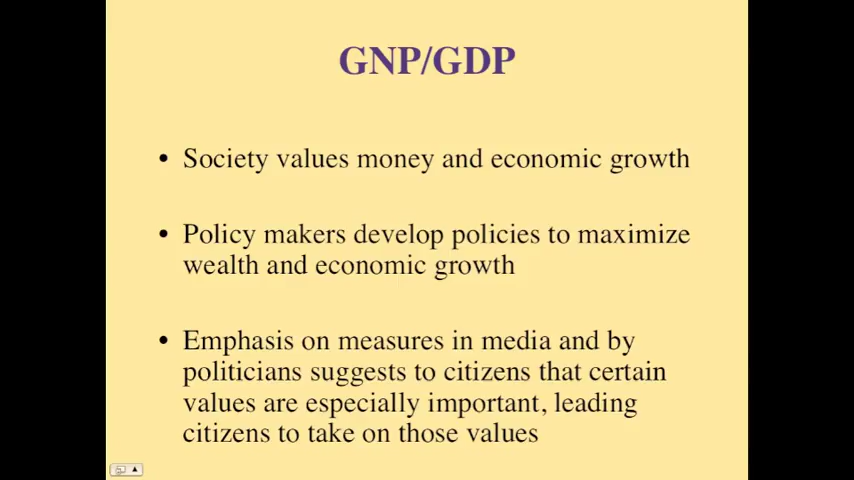 GNP/GDP
• Society values money and economic growth
• Policy makers develop policies to maximize
wealth and economic growth
• Emphasis on measures in media and by
politicians suggests to citizens that certain
values are especially important, leading
citizens to take on those values